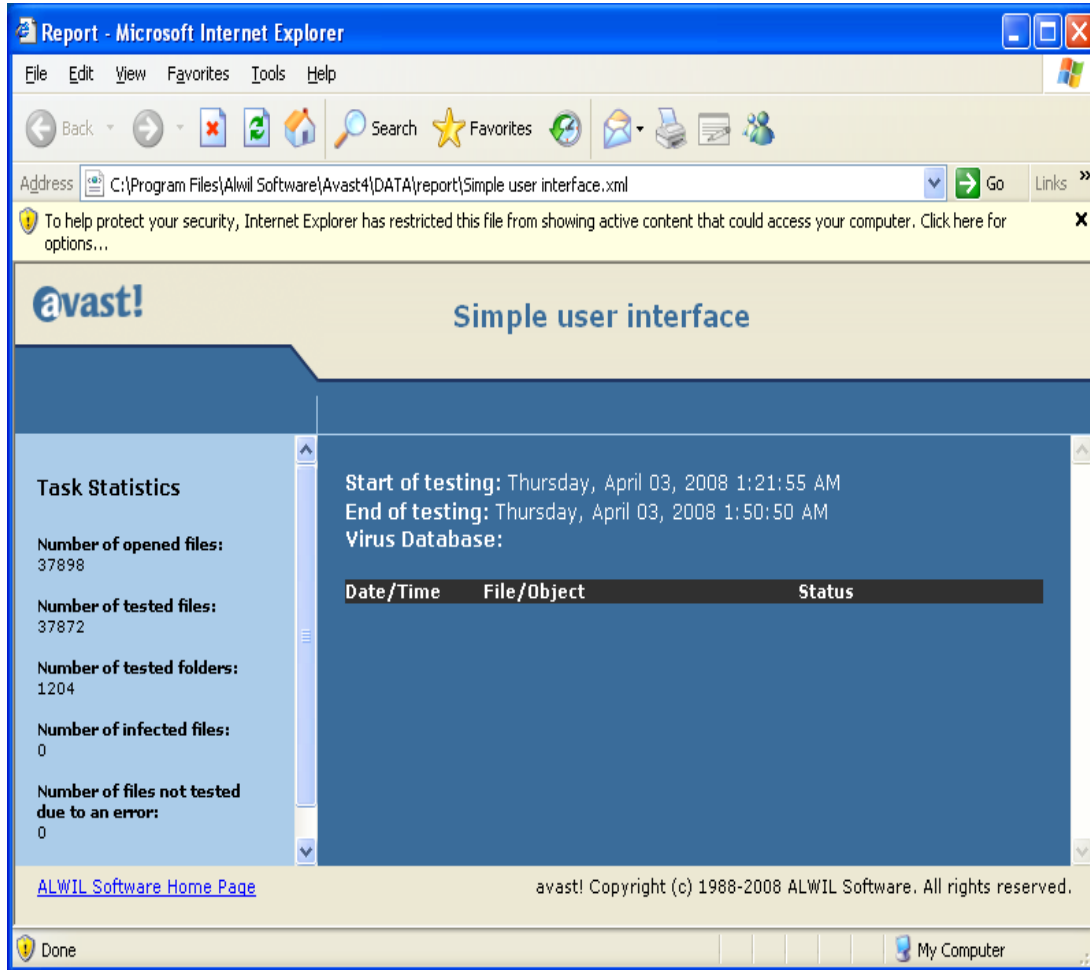 Report - Microsoft Internet Explorer
File Edit View Favorites Tools Help
Back Search Favorites
Address C:\Program Files\Alwil Software\Avast4\DATA\report\Simple user interface.xml Go Links »
To help protect your security, Internet Explorer has restricted this file from showing active content that could access your computer. Click here for
options...
avast!
Simple user interface
Task Statistics
Number of opened files:
37898
Number of tested files:
37872
Number of tested folders:
1204
Number of infected files:
0
Number of files not tested
due to an error:
0
Start of testing: Thursday, April 03, 2008 1:21:55 AM
End of testing: Thursday, April 03, 2008 1:50:50 AM
Virus Database:
Date/Time File/Object Status
ALWIL Software Home Page
avast! Copyright (c) 1988-2008 ALWIL Software. All rights reserved.
Done My Computer